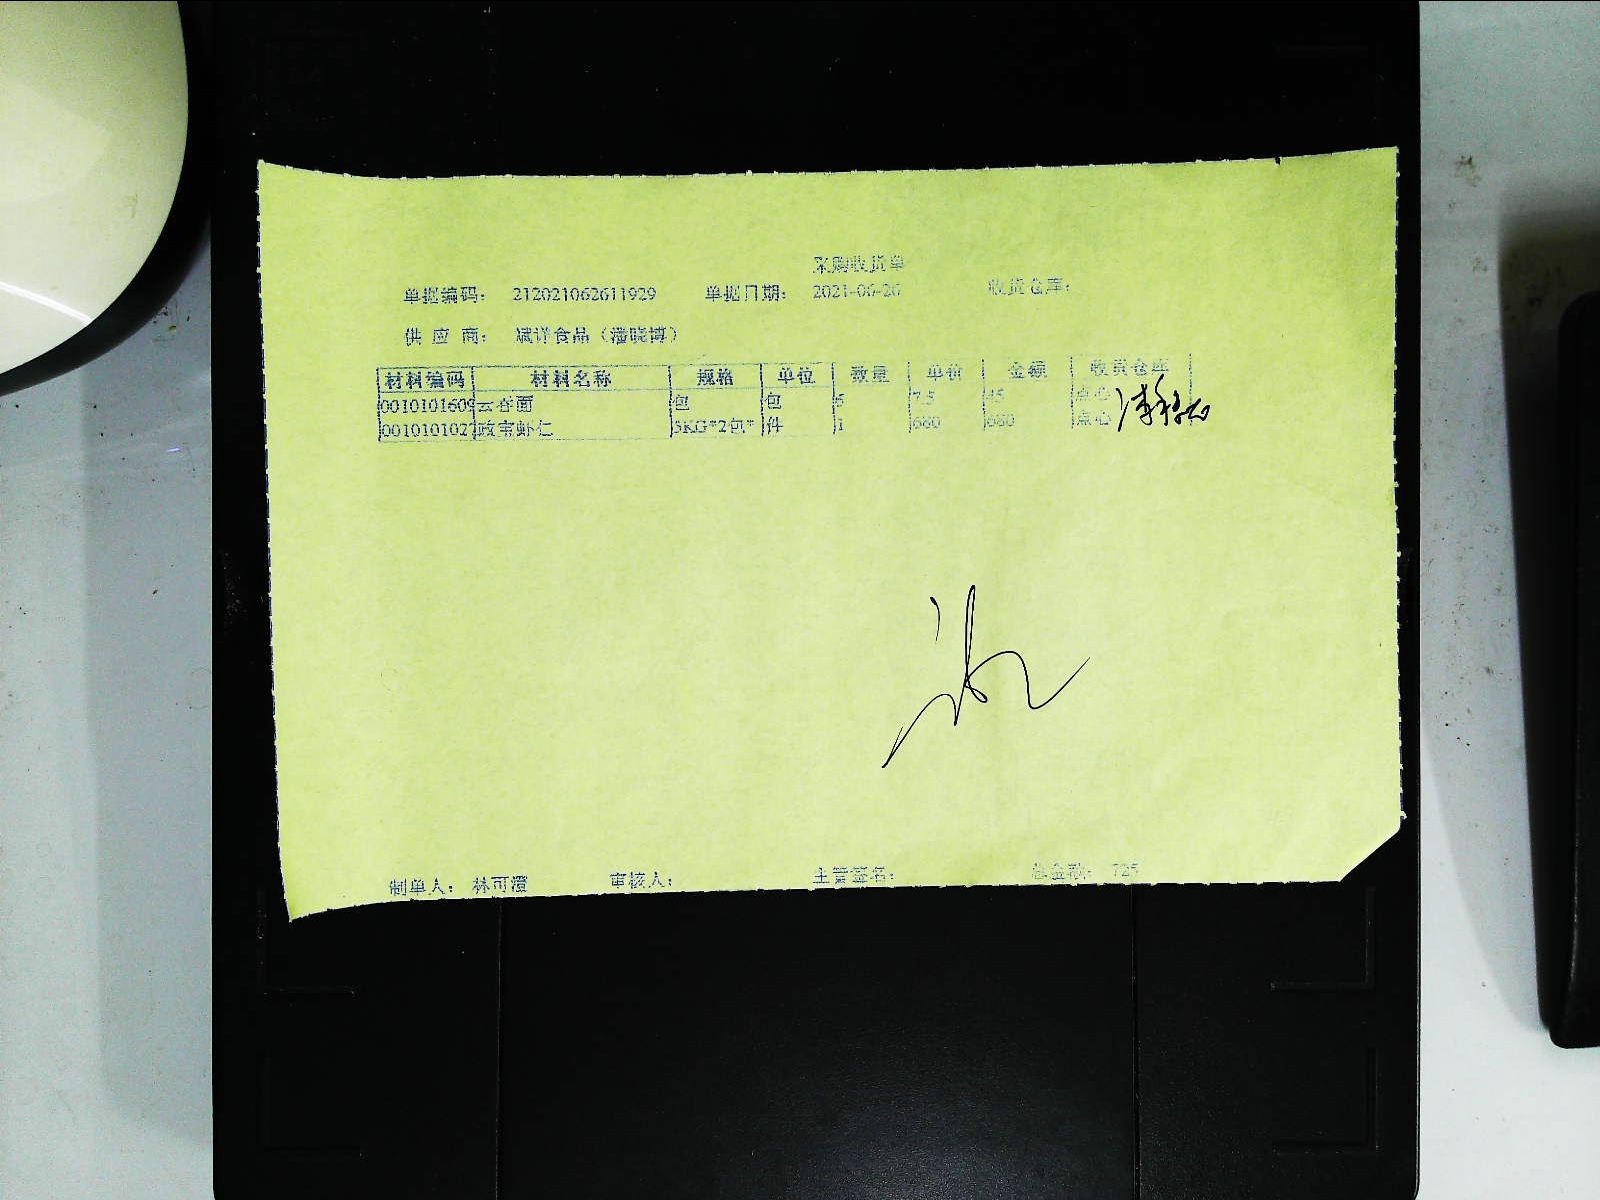 采购收货单
单据编码： 212021062611929 单据日期： 2021-06-26 收货仓库：
供 应 商： 斌洋食品（潘晓博）
材料编码 材料名称 规格 单位 数量 单价 金额 收货仓库
0010101609 云吞面 包 包 6 7.5 45 点心
0010101027 政宝虾仁 5KG*2包* 件 1 680 680 点心
制单人： 林可澄 审核人： 主管签名： 总金额： 725